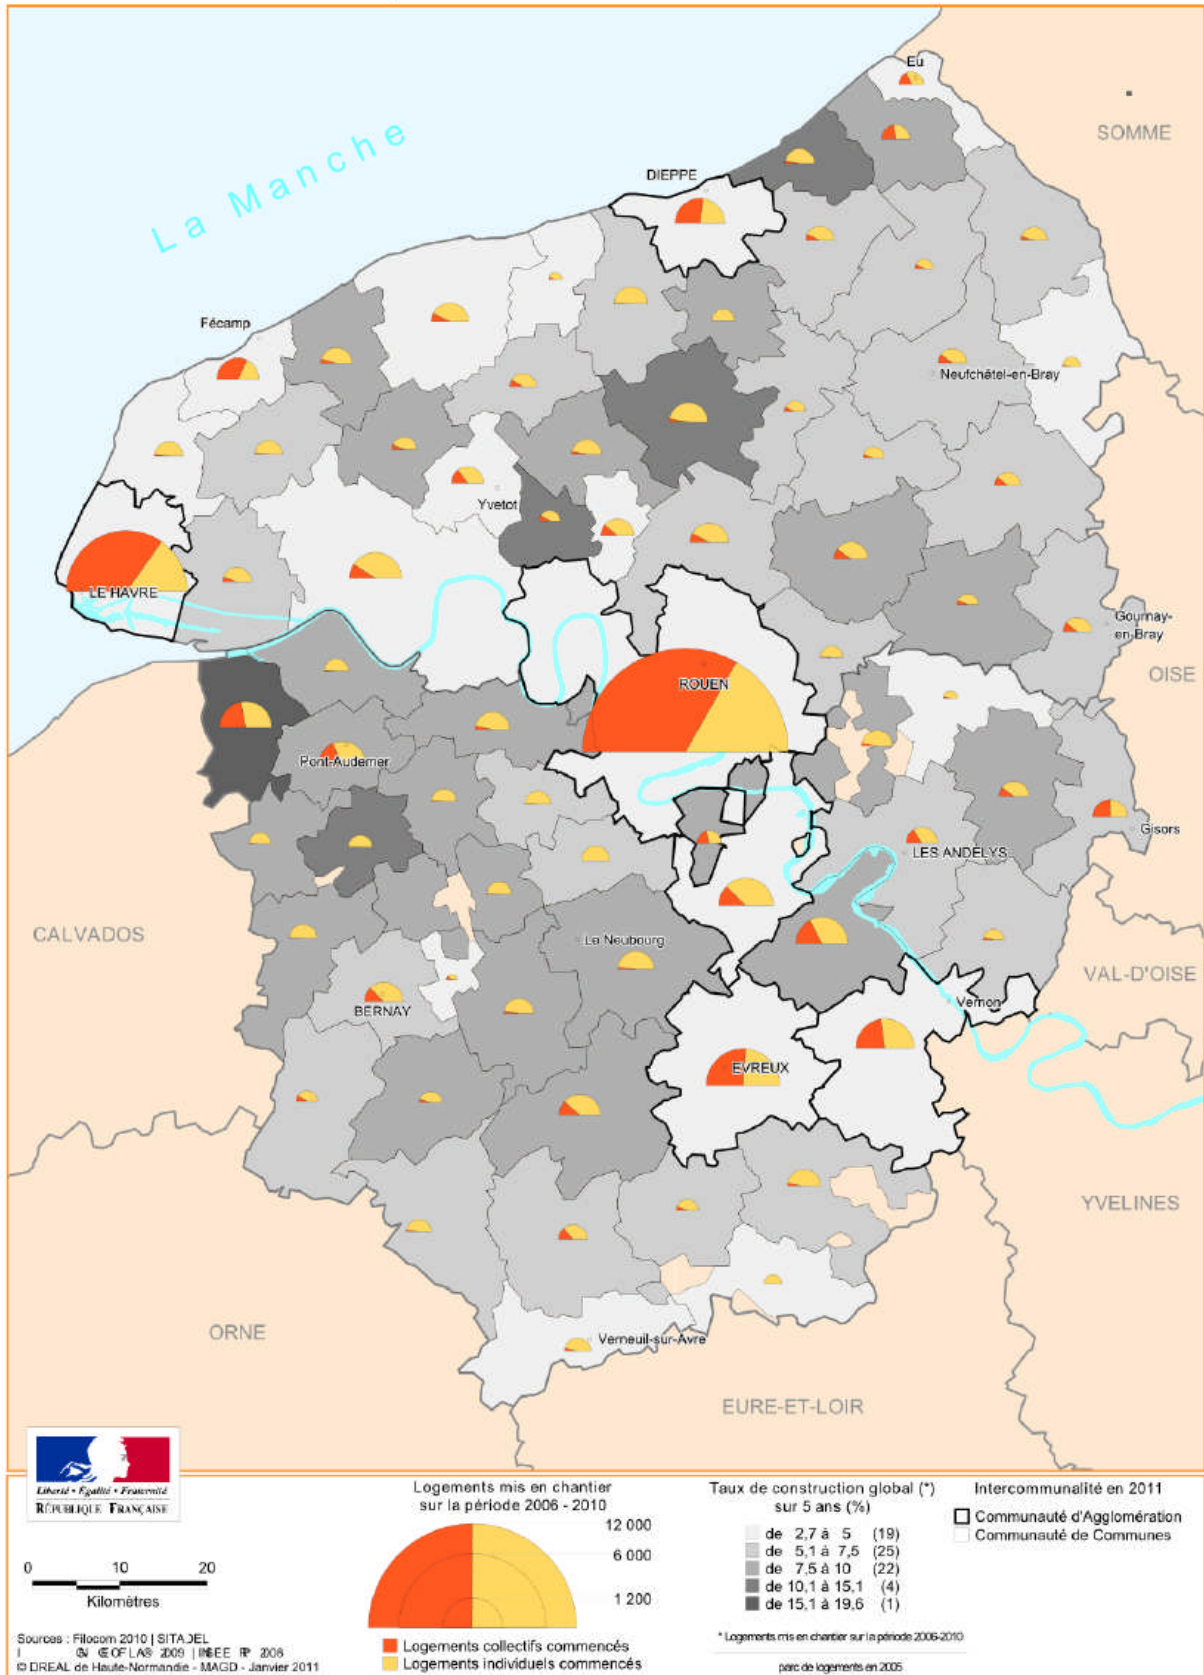 Eu
SOMME
La Manche
DIEPPE
Fécamp
Neufchâtel-en-Bray
Yvetot
LE HAVRE
Gournay-
en-Bray
ROUEN
OISE
Pont-Audemer
Gisors
LES ANDELYS
CALVADOS
Le Neubourg
VAL-D'OISE
BERNAY
Vernon
EVREUX
YVELINES
ORNE
Verneuil-sur-Avre
EURE-ET-LOIR
Liberté • Égalité • Fraternité
RÉPUBLIQUE FRANÇAISE
0 10 20
Kilomètres
Sources : Filocom 2010 | SITADEL
2009 | INSEE RP 2006
© DREAL de Haute-Normandie - MAGD - Janvier 2011
Logements mis en chantier
sur la période 2006 - 2010
12 000
6 000
1 200
Logements collectifs commencés
Logements individuels commencés
Taux de construction global (*)
sur 5 ans (%)
de 2,7 à 5 (19)
de 5,1 à 7,5 (25)
de 7,5 à 10 (22)
de 10,1 à 15,1 (4)
de 15,1 à 19,6 (1)
* Logements mis en chantier sur la période 2006-2010
parc de logements en 2005
Intercommunalité en 2011
Communauté d'Agglomération
Communauté de Communes